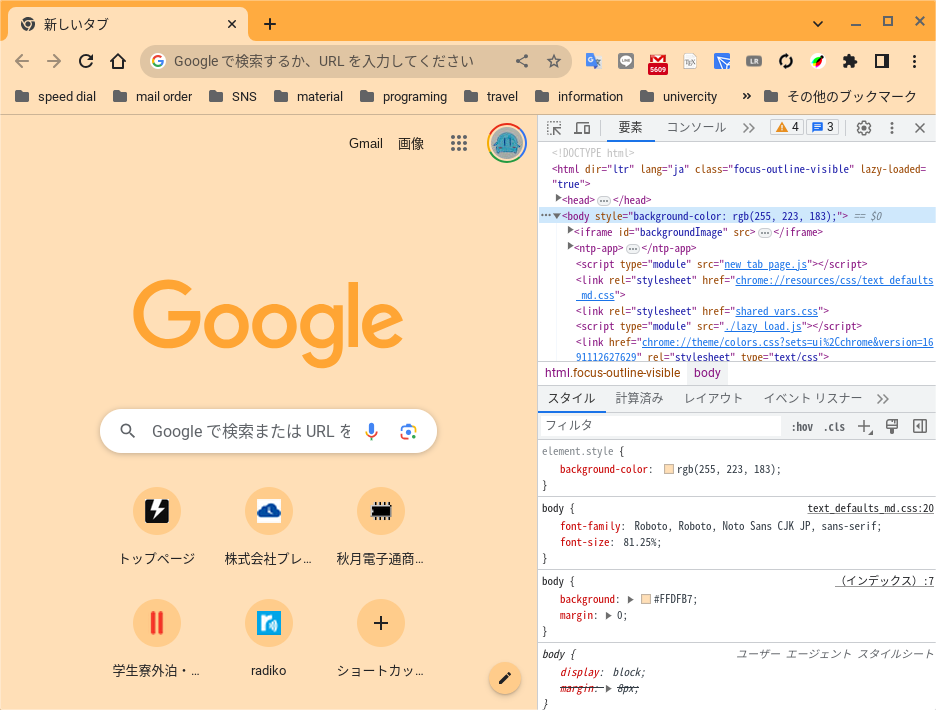 新しいタブ
Google で検索するか、URL を入力してください
5609
LR
speed dial
mail order
SNS
material
programing
travel
information
univercity
»
その他のブックマーク
Gmail
画像
Google
Google で検索または URL を
トップページ
株式会社プレ...
秋月電子通商...
学生寮外泊・...
radiko
ショートカッ...
要素
コンソール
4
3
<!DOCTYPE html>
<html dir="ltr" lang="ja" class="focus-outline-visible" lazy-loaded=
"true">
<head> … </head>
<body style="background-color: rgb(255, 223, 183);"> == $0
<iframe id="backgroundImage" src> … </iframe>
<ntp-app> … </ntp-app>
<script type="module" src="new_tab_page.js"></script>
<link rel="stylesheet" href="chrome://resources/css/text_defaults
_md.css">
<link rel="stylesheet" href="shared_vars.css">
<script type="module" src="./lazy_load.js"></script>
<link href="chrome://theme/colors.css?sets=ui%2Cchrome&version=16
91112627629" rel="stylesheet" type="text/css">
html.focus-outline-visible
body
スタイル
計算済み
レイアウト
イベント リスナー
フィルタ
:hov
.cls
element.style {
background-color: rgb(255, 223, 183);
}
body {
text_defaults_md.css:20
font-family: Roboto, Roboto, Noto Sans CJK JP, sans-serif;
font-size: 81.25%;
}
body {
(インデックス):7
background: #FFDFB7;
margin: 0;
}
body {
ユーザー エージェント スタイルシート
display: block;
margin: 8px;
}